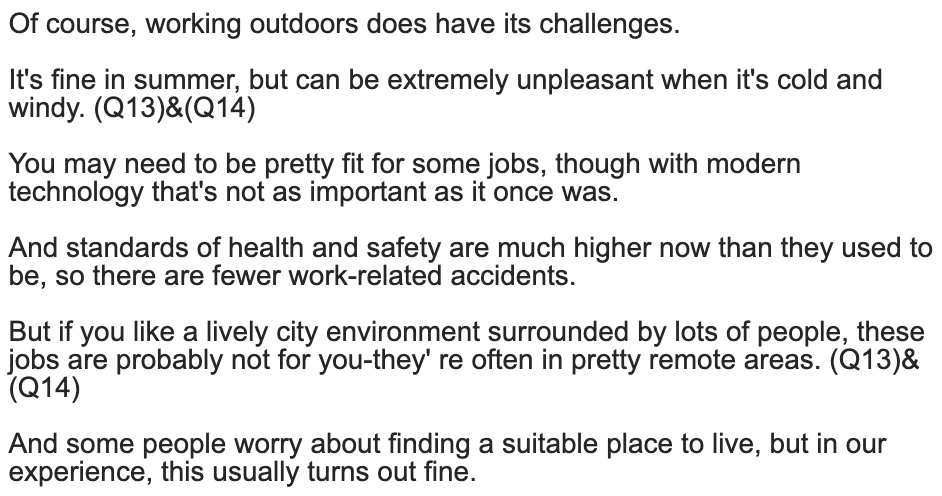 Of course, working outdoors does have its challenges.
It's fine in summer, but can be extremely unpleasant when it's cold and
windy. (Q13)&(Q14)
You may need to be pretty fit for some jobs, though with modern
technology that's not as important as it once was.
And standards of health and safety are much higher now than they used to
be, so there are fewer work-related accidents.
But if you like a lively city environment surrounded by lots of people, these
jobs are probably not for you-they' re often in pretty remote areas. (Q13)&
(Q14)
And some people worry about finding a suitable place to live, but in our
experience, this usually turns out fine.